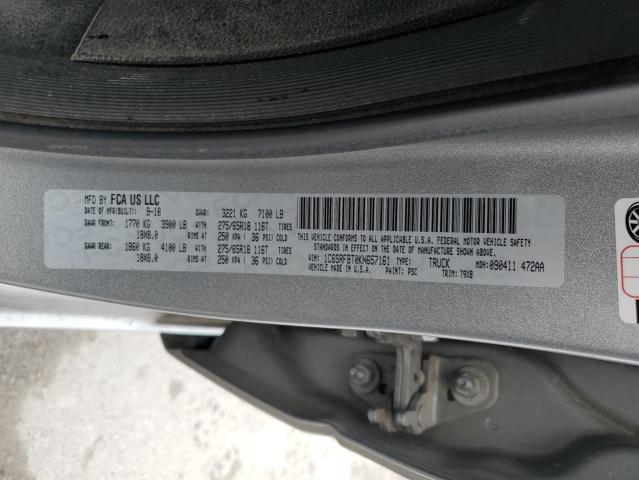 MFD BY FCA US LLC
DATE OF MFR(BUILT): 9-18 GVWR: 3221 KG 7100 LB
GAWR FRONT: 1770 KG 3900 LB 275/65R18 116T TIRES
18X8.0 RIMS AT 250 KPA ( 36 PSI) COLD
GAWR REAR: 1860 KG 4100 LB 275/65R18 116T TIRES
18X8.0 RIMS AT 250 KPA ( 36 PSI) COLD
THIS VEHICLE CONFORMS TO ALL APPLICABLE U.S.A. FEDERAL MOTOR VEHICLE SAFETY
STANDARDS IN EFFECT ON THE DATE OF MANUFACTURE SHOWN ABOVE.
VIN: 1C6SRFBT0KN657161 TYPE: TRUCK MDH: 090411 472AA
VEHICLE MADE IN U.S.A. PAINT: PSC TRIM: T9X8